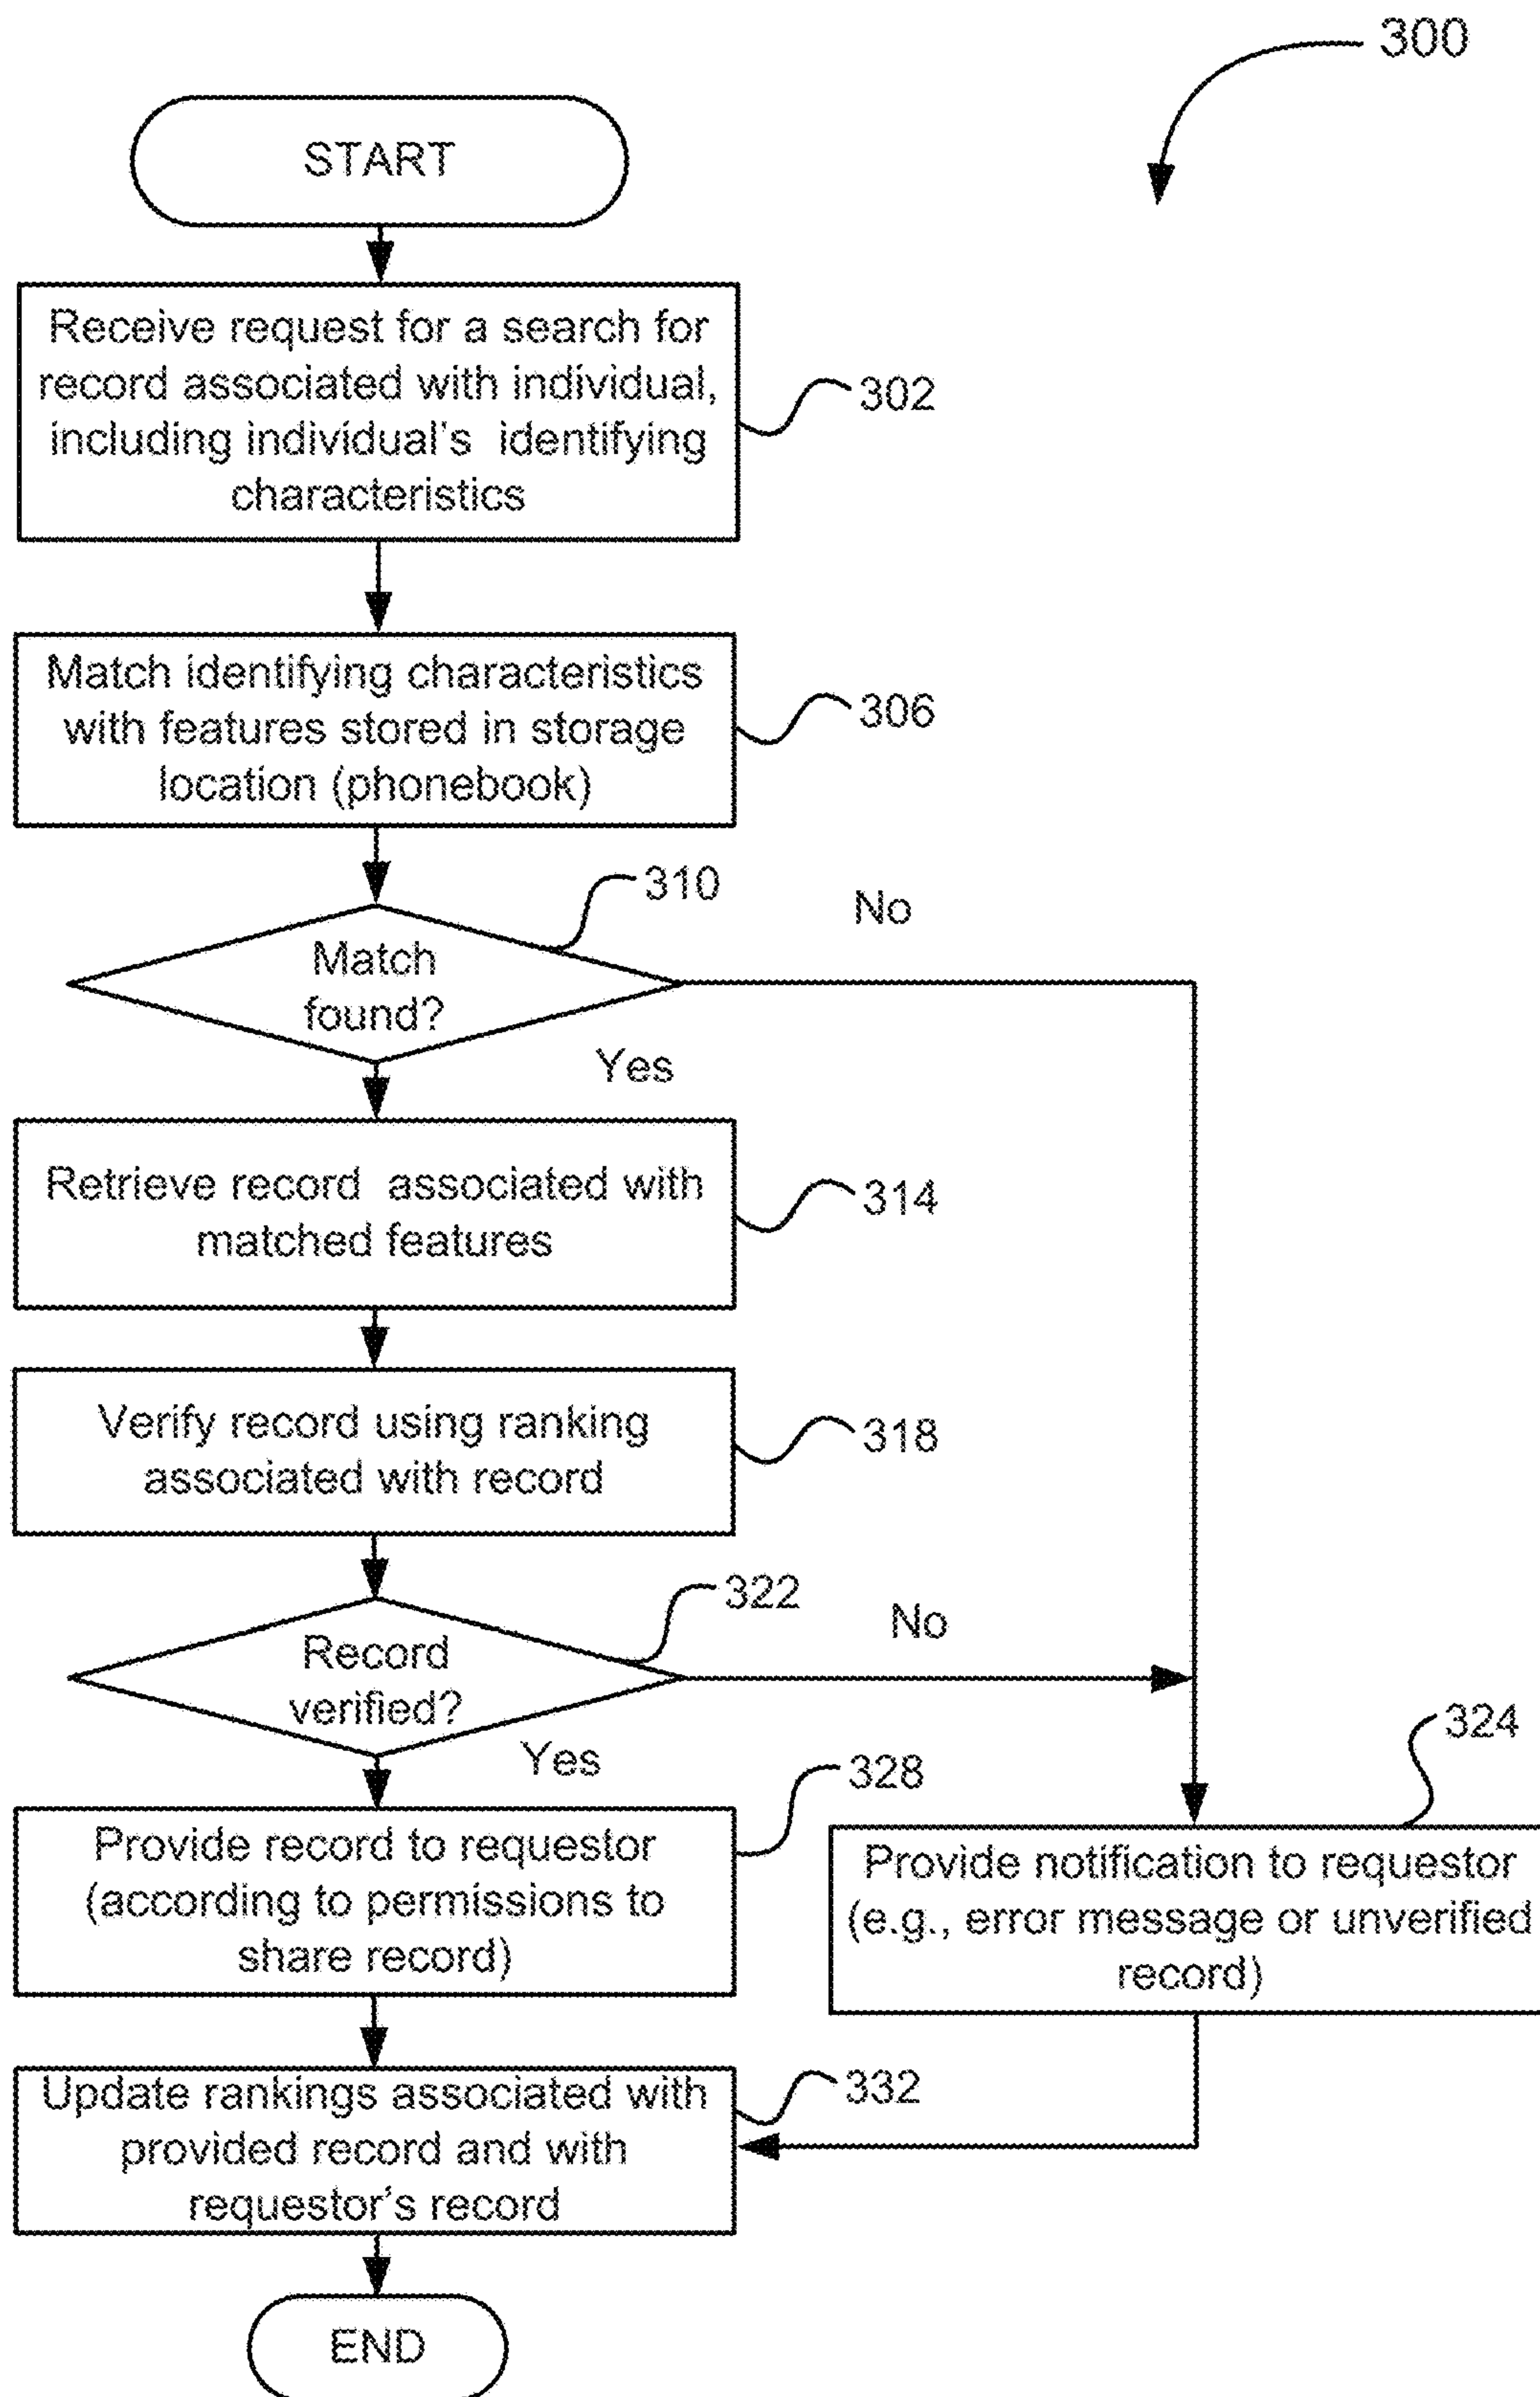 300
START
Receive request for a search for
record associated with individual,
including individual's identifying
characteristics
302
Match identifying characteristics
with features stored in storage
location (phonebook)
306
310
No
Match
found?
Yes
Retrieve record associated with
matched features
314
Verify record using ranking
associated with record
318
322
No
Record
verified?
Yes
324
328
Provide record to requestor
(according to permissions to
share record)
Provide notification to requestor
(e.g., error message or unverified
record)
332
Update rankings associated with
provided record and with
requestor's record
END